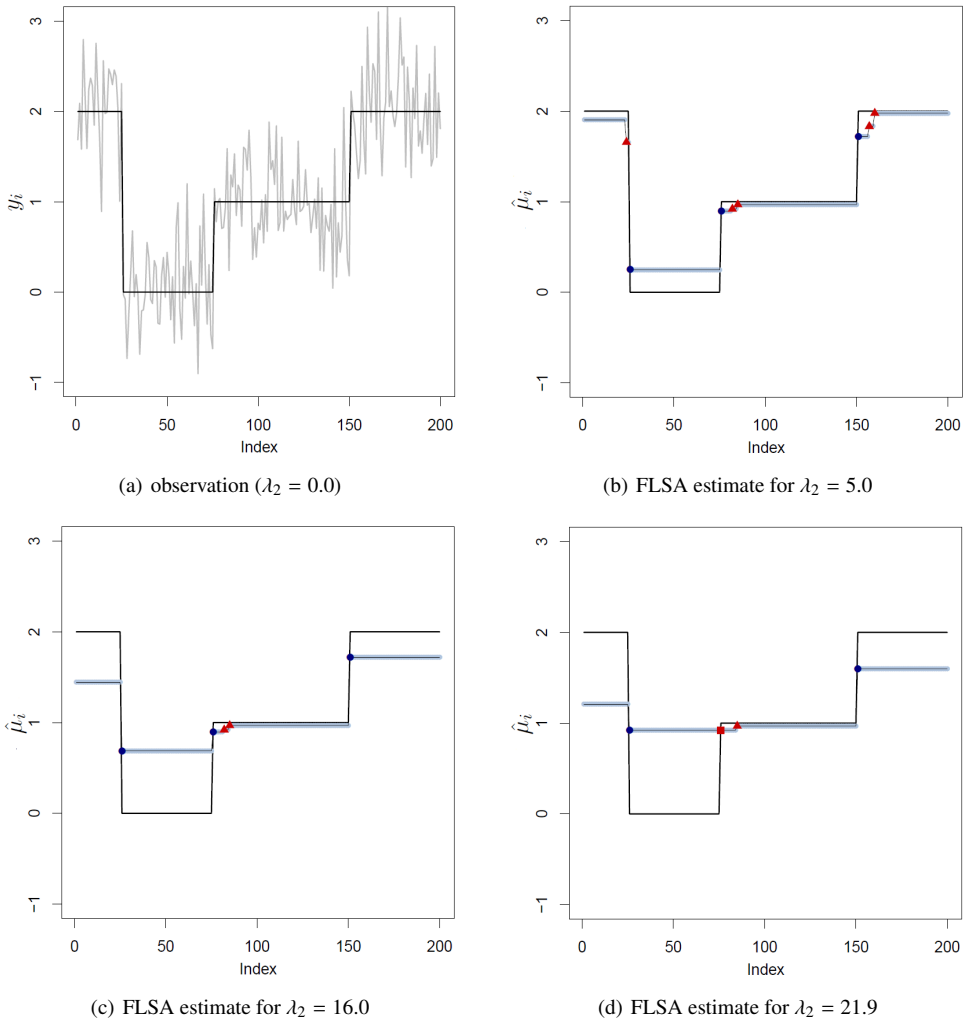 3
2
1
0
−1
y_i
0 50 100 150 200
Index
(a) observation (λ₂ = 0.0)
3
2
1
0
−1
μ̂_i
0 50 100 150 200
Index
(b) FLSA estimate for λ₂ = 5.0
3
2
1
0
−1
μ̂_i
0 50 100 150 200
Index
(c) FLSA estimate for λ₂ = 16.0
3
2
1
0
−1
μ̂_i
0 50 100 150 200
Index
(d) FLSA estimate for λ₂ = 21.9